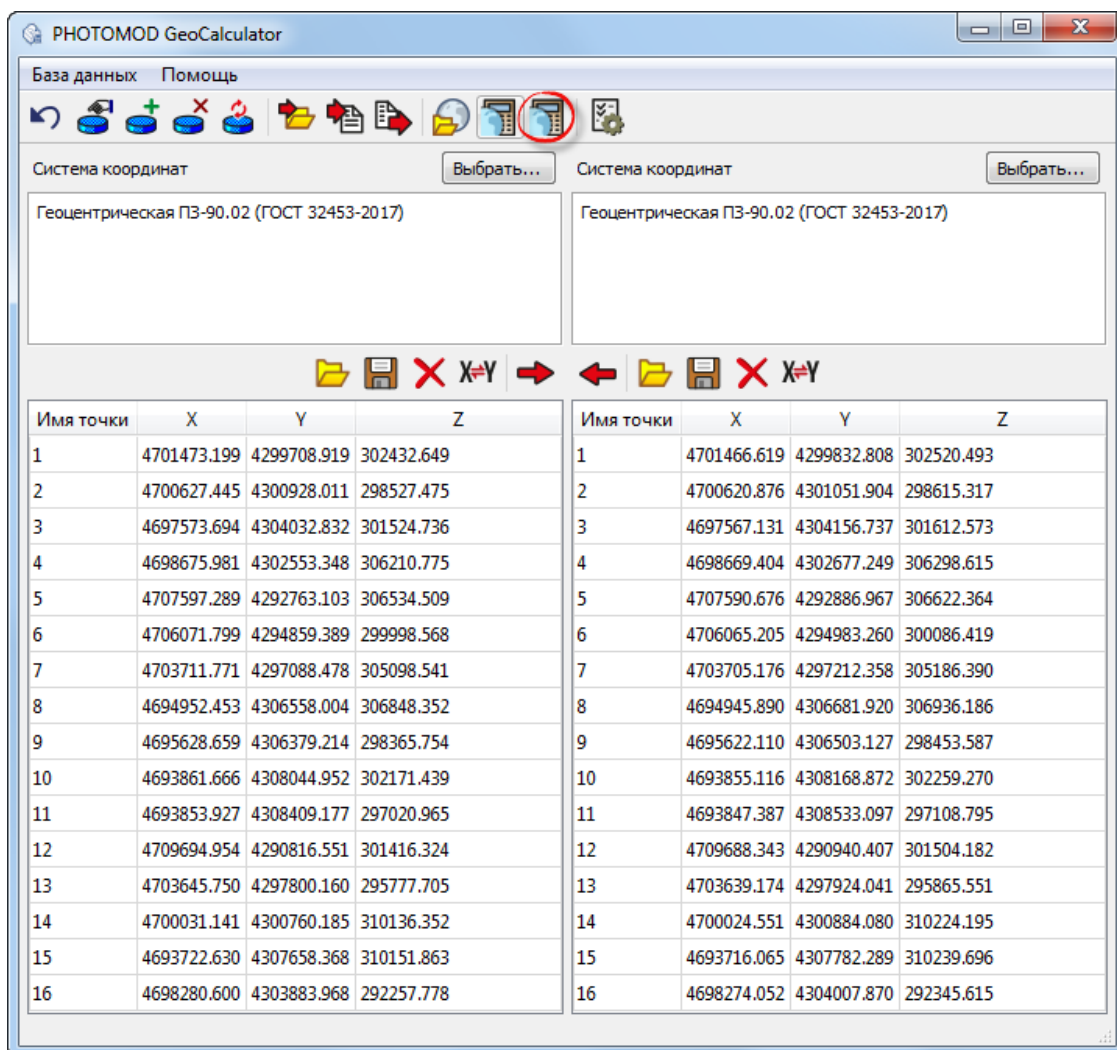 PHOTOMOD GeoCalculator
База данных Помощь
Система координат Выбрать... Система координат Выбрать...
Геоцентрическая ПЗ-90.02 (ГОСТ 32453-2017) Геоцентрическая ПЗ-90.02 (ГОСТ 32453-2017)
X⇌Y X⇌Y
Имя точки X Y Z Имя точки X Y Z
1 4701473.199 4299708.919 302432.649 1 4701466.619 4299832.808 302520.493
2 4700627.445 4300928.011 298527.475 2 4700620.876 4301051.904 298615.317
3 4697573.694 4304032.832 301524.736 3 4697567.131 4304156.737 301612.573
4 4698675.981 4302553.348 306210.775 4 4698669.404 4302677.249 306298.615
5 4707597.289 4292763.103 306534.509 5 4707590.676 4292886.967 306622.364
6 4706071.799 4294859.389 299998.568 6 4706065.205 4294983.260 300086.419
7 4703711.771 4297088.478 305098.541 7 4703705.176 4297212.358 305186.390
8 4694952.453 4306558.004 306848.352 8 4694945.890 4306681.920 306936.186
9 4695628.659 4306379.214 298365.754 9 4695622.110 4306503.127 298453.587
10 4693861.666 4308044.952 302171.439 10 4693855.116 4308168.872 302259.270
11 4693853.927 4308409.177 297020.965 11 4693847.387 4308533.097 297108.795
12 4709694.954 4290816.551 301416.324 12 4709688.343 4290940.407 301504.182
13 4703645.750 4297800.160 295777.705 13 4703639.174 4297924.041 295865.551
14 4700031.141 4300760.185 310136.352 14 4700024.551 4300884.080 310224.195
15 4693722.630 4307658.368 310151.863 15 4693716.065 4307782.289 310239.696
16 4698280.600 4303883.968 292257.778 16 4698274.052 4304007.870 292345.615